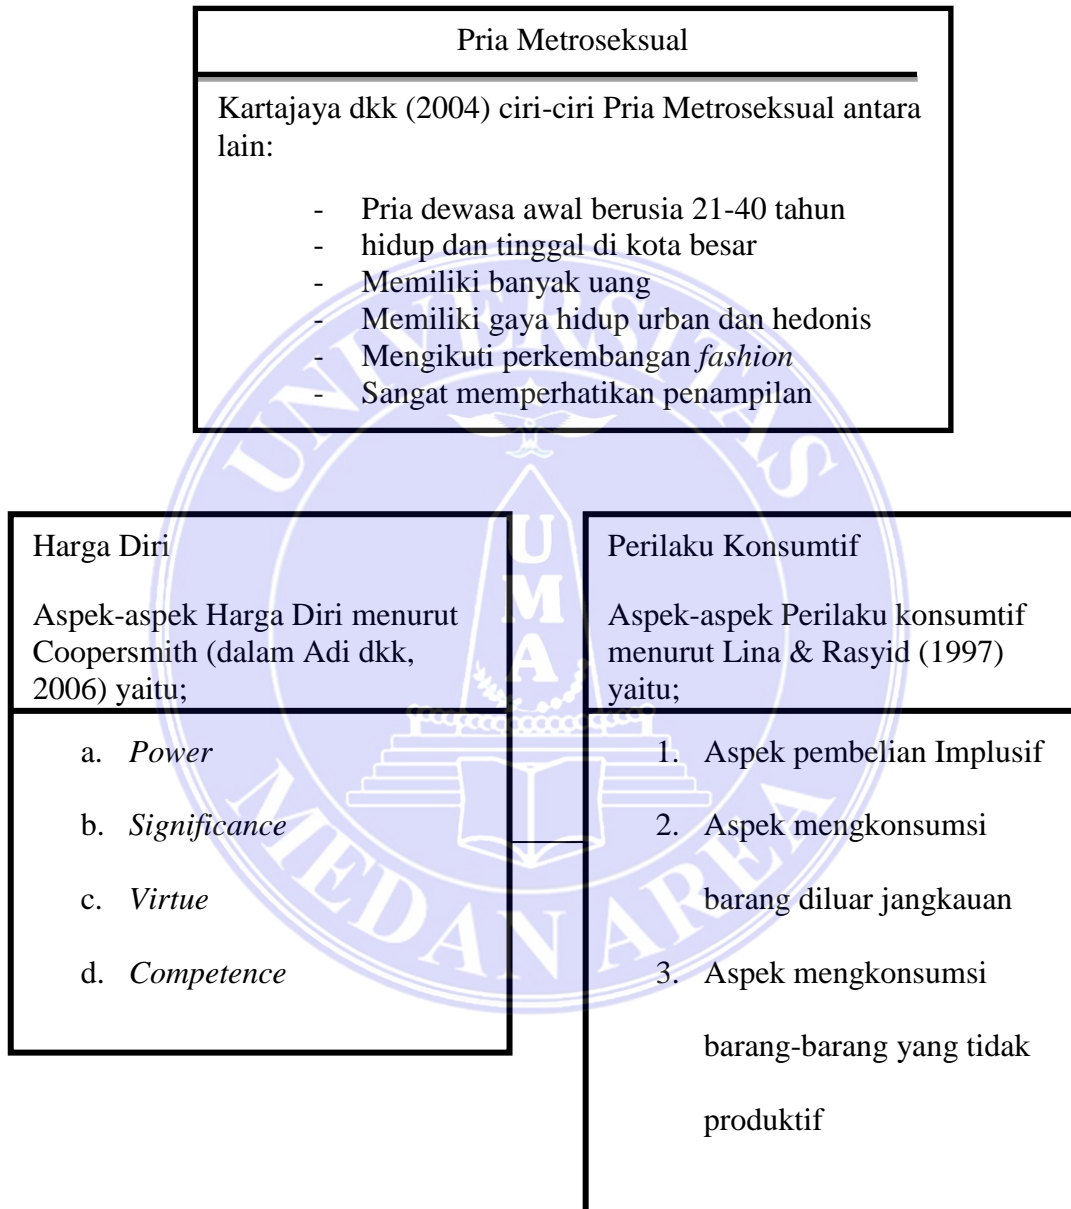 Pria Metroseksual
Kartajaya dkk (2004) ciri-ciri Pria Metroseksual antara
lain:
- Pria dewasa awal berusia 21-40 tahun
- hidup dan tinggal di kota besar
- Memiliki banyak uang
- Memiliki gaya hidup urban dan hedonis
- Mengikuti perkembangan fashion
- Sangat memperhatikan penampilan
UNIVERSITAS
UMA
MEDAN AREA
Harga Diri
Aspek-aspek Harga Diri menurut
Coopersmith (dalam Adi dkk,
2006) yaitu;
a. Power
b. Significance
c. Virtue
d. Competence
Perilaku Konsumtif
Aspek-aspek Perilaku konsumtif
menurut Lina & Rasyid (1997)
yaitu;
1. Aspek pembelian Implusif
2. Aspek mengkonsumsi
barang diluar jangkauan
3. Aspek mengkonsumsi
barang-barang yang tidak
produktif